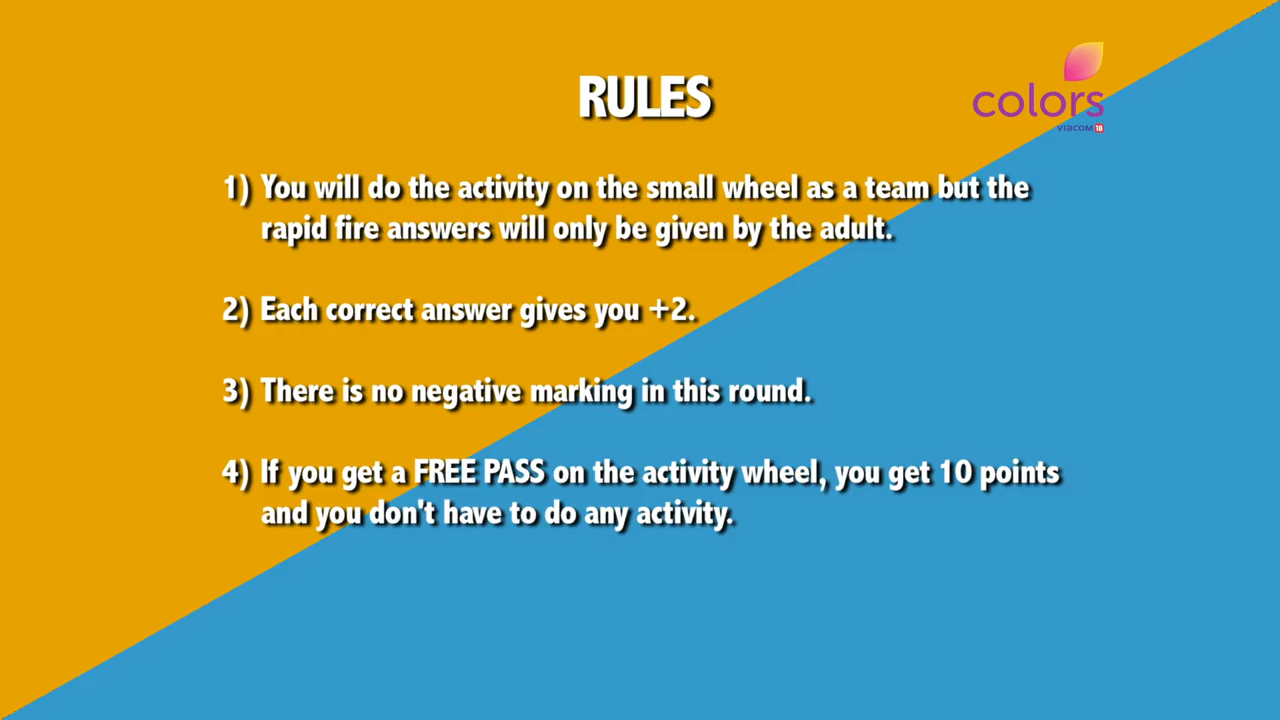 RULES
colors
VIACOM 18
1) You will do the activity on the small wheel as a team but the
rapid fire answers will only be given by the adult.
2) Each correct answer gives you +2.
3) There is no negative marking in this round.
4) If you get a FREE PASS on the activity wheel, you get 10 points
and you don't have to do any activity.